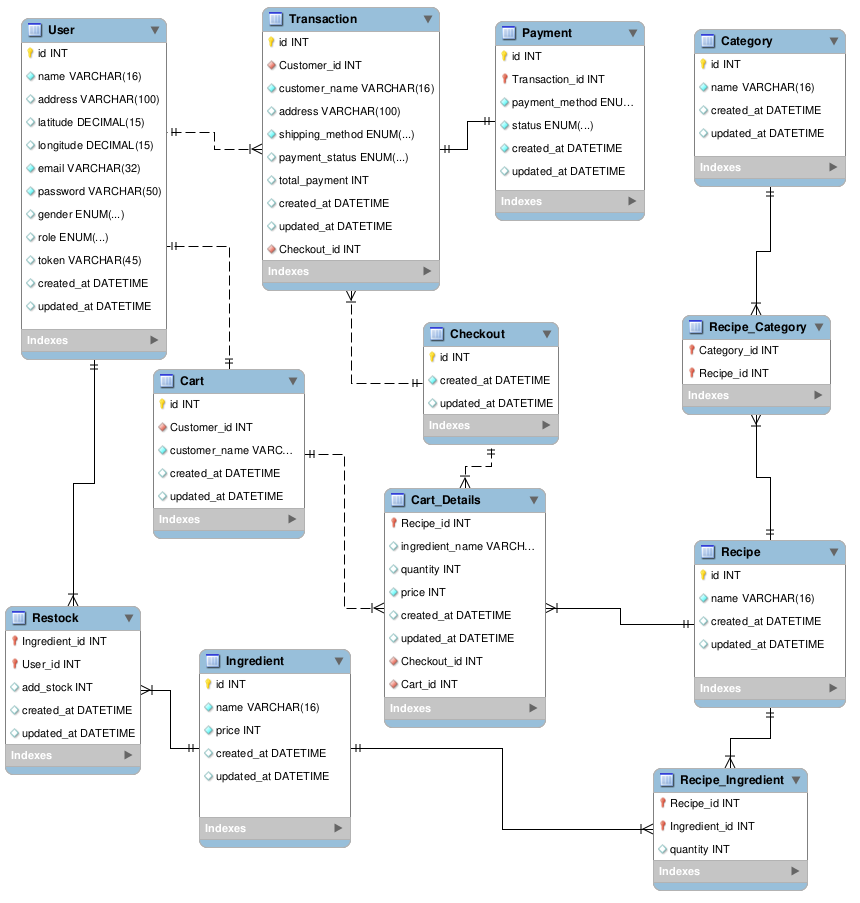 User
id INT
name VARCHAR(16)
address VARCHAR(100)
latitude DECIMAL(15)
longitude DECIMAL(15)
email VARCHAR(32)
password VARCHAR(50)
gender ENUM(...)
role ENUM(...)
token VARCHAR(45)
created_at DATETIME
updated_at DATETIME
Indexes
Transaction
id INT
Customer_id INT
customer_name VARCHAR(16)
address VARCHAR(100)
shipping_method ENUM(...)
payment_status ENUM(...)
total_payment INT
created_at DATETIME
updated_at DATETIME
Checkout_id INT
Indexes
Payment
id INT
Transaction_id INT
payment_method ENU...
status ENUM(...)
created_at DATETIME
updated_at DATETIME
Indexes
Category
id INT
name VARCHAR(16)
created_at DATETIME
updated_at DATETIME
Indexes
Recipe_Category
Category_id INT
Recipe_id INT
Indexes
Checkout
id INT
created_at DATETIME
updated_at DATETIME
Indexes
Cart
id INT
Customer_id INT
customer_name VARC...
created_at DATETIME
updated_at DATETIME
Indexes
Cart_Details
Recipe_id INT
ingredient_name VARCH...
quantity INT
price INT
created_at DATETIME
updated_at DATETIME
Checkout_id INT
Cart_id INT
Indexes
Recipe
id INT
name VARCHAR(16)
created_at DATETIME
updated_at DATETIME
Indexes
Restock
Ingredient_id INT
User_id INT
add_stock INT
created_at DATETIME
updated_at DATETIME
Indexes
Ingredient
id INT
name VARCHAR(16)
price INT
created_at DATETIME
updated_at DATETIME
Indexes
Recipe_Ingredient
Recipe_id INT
Ingredient_id INT
quantity INT
Indexes